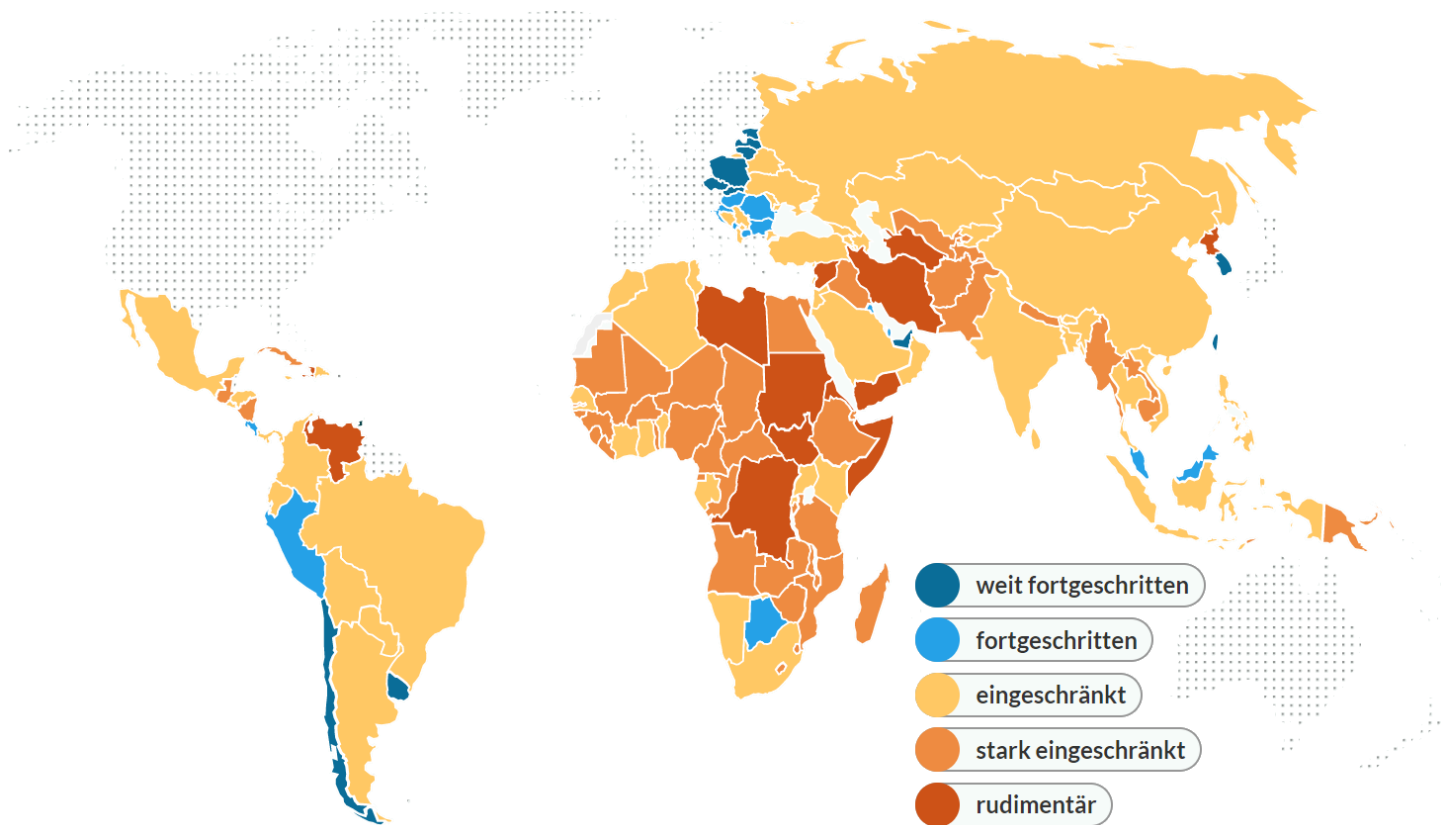 weit fortgeschritten
fortgeschritten
eingeschränkt
stark eingeschränkt
rudimentär